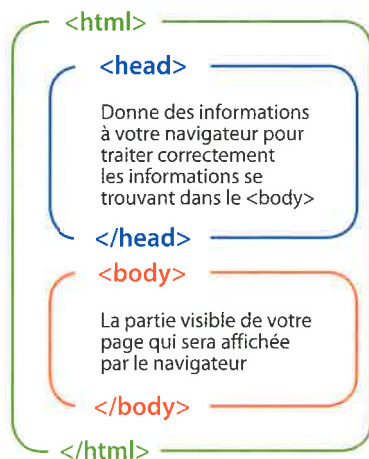 <html>
<head>
Donne des informations
à votre navigateur pour
traiter correctement
les informations se
trouvant dans le <body>
</head>
<body>
La partie visible de votre
page qui sera affichée
par le navigateur
</body>
</html>